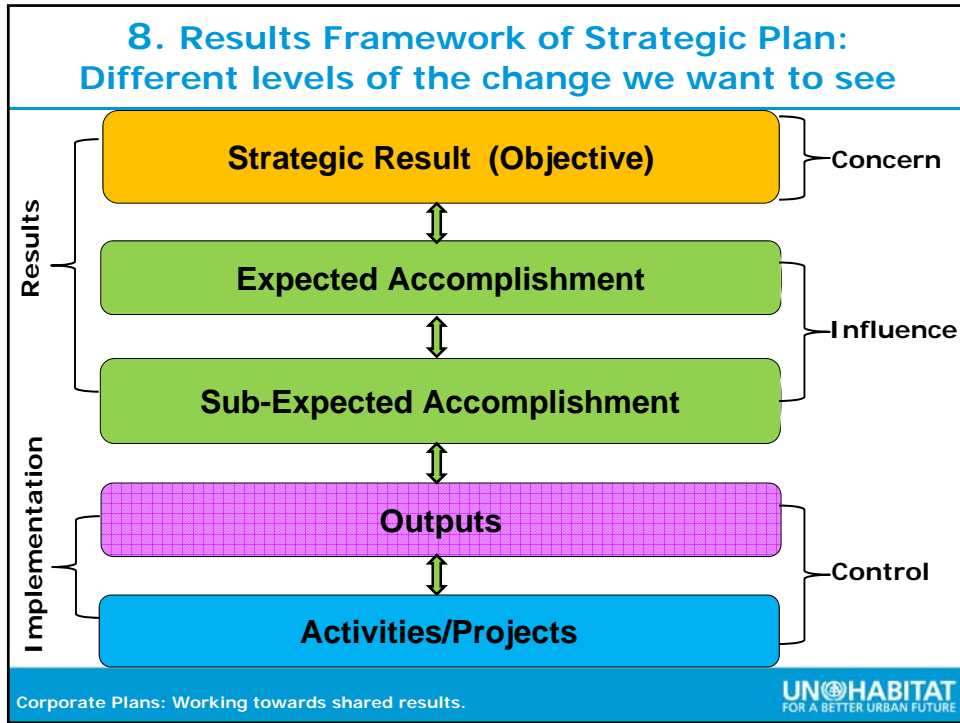 8. Results Framework of Strategic Plan:
Different levels of the change we want to see
Strategic Result (Objective)
Concern
Results
Expected Accomplishment
Influence
Sub-Expected Accomplishment
Implementation
Outputs
Control
Activities/Projects
Corporate Plans: Working towards shared results.
UN HABITAT
FOR A BETTER URBAN FUTURE